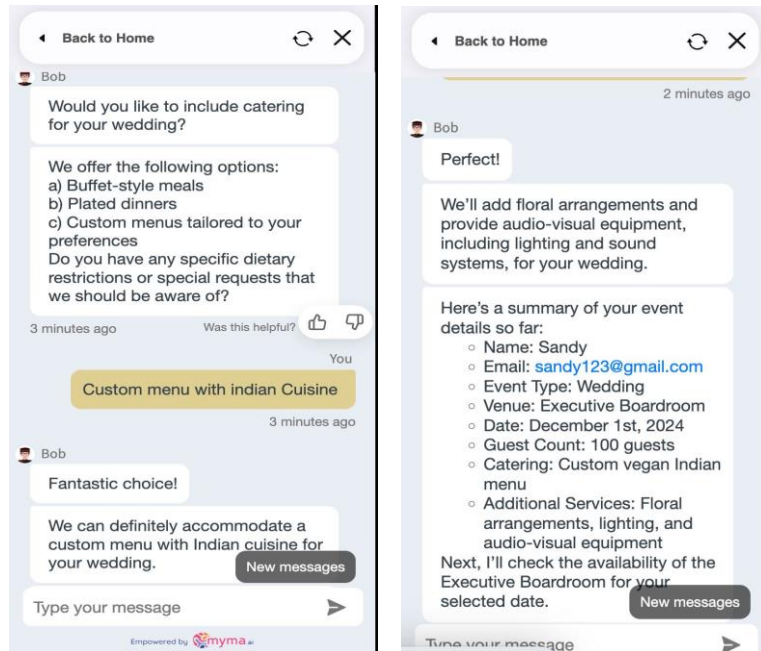 Back to Home
Bob
Would you like to include catering
for your wedding?
We offer the following options:
a) Buffet-style meals
b) Plated dinners
c) Custom menus tailored to your
preferences
Do you have any specific dietary
restrictions or special requests that
we should be aware of?
3 minutes ago
Was this helpful?
You
Custom menu with indian Cuisine
3 minutes ago
Bob
Fantastic choice!
We can definitely accommodate a
custom menu with Indian cuisine for
your wedding.
New messages
Type your message
Empowered by myma.ai
Back to Home
2 minutes ago
Bob
Perfect!
We’ll add floral arrangements and
provide audio-visual equipment,
including lighting and sound
systems, for your wedding.
Here’s a summary of your event
details so far:
○ Name: Sandy
○ Email: sandy123@gmail.com
○ Event Type: Wedding
○ Venue: Executive Boardroom
○ Date: December 1st, 2024
○ Guest Count: 100 guests
○ Catering: Custom vegan Indian
menu
○ Additional Services: Floral
arrangements, lighting, and
audio-visual equipment
Next, I’ll check the availability of the
Executive Boardroom for your
selected date.
New messages
Type your message